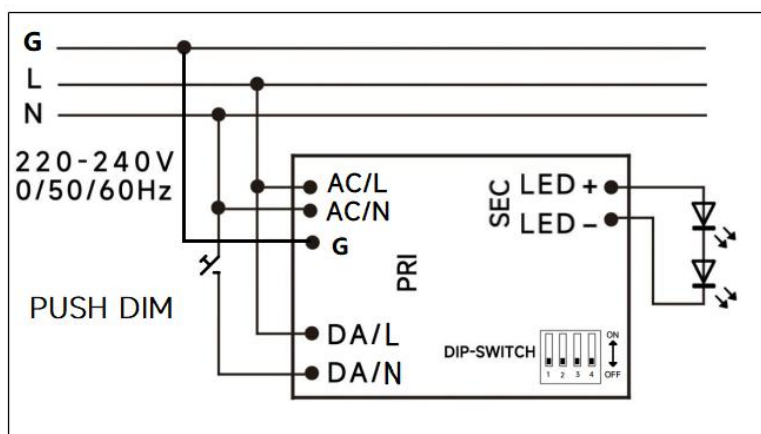 G
L
N
220-240V
0/50/60Hz
PUSH DIM
AC/L
AC/N
G
PRI
DA/L
DA/N
SEC
LED +
LED -
DIP-SWITCH
ON
1 2 3 4
OFF